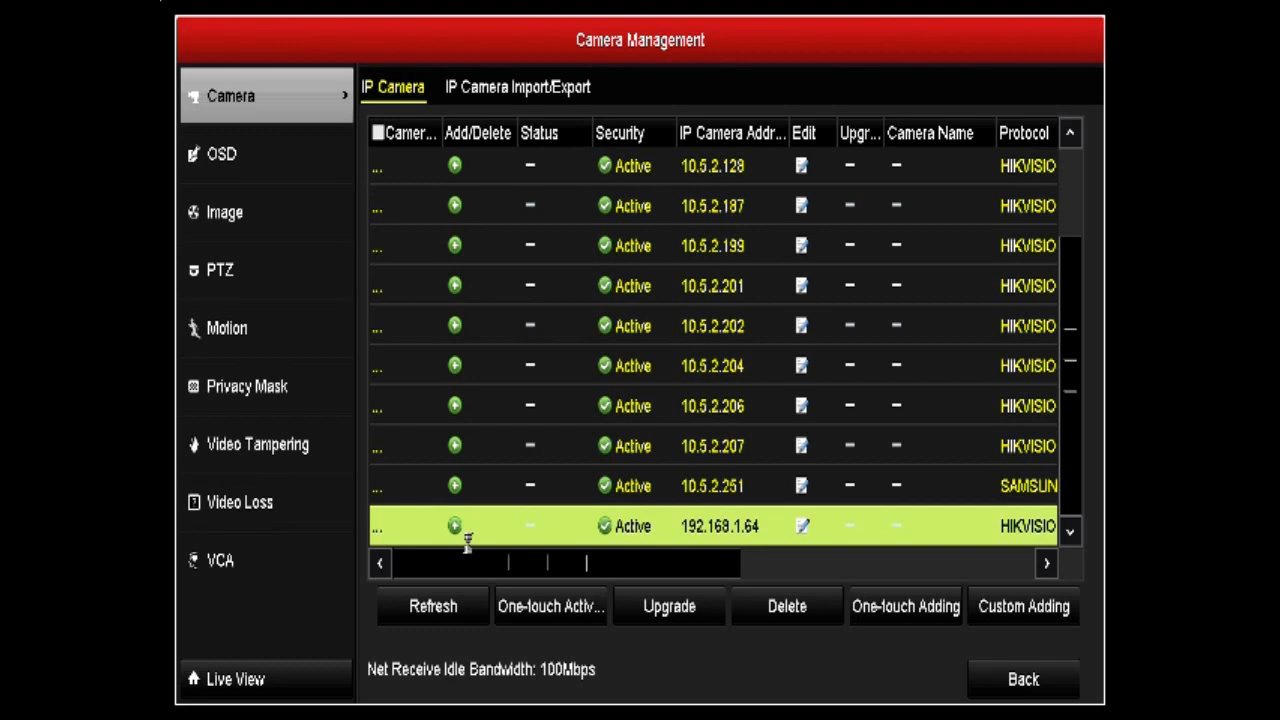 Camera Management
Camera
OSD
Image
PTZ
Motion
Privacy Mask
Video Tampering
Video Loss
VCA
Live View
IP Camera IP Camera Import/Export
Camer... Add/Delete Status Security IP Camera Addr... Edit Upgr... Camera Name Protocol
... – Active 10.5.2.128 – – HIKVISIO
... – Active 10.5.2.187 – – HIKVISIO
... – Active 10.5.2.199 – – HIKVISIO
... – Active 10.5.2.201 – – HIKVISIO
... – Active 10.5.2.202 – – HIKVISIO
... – Active 10.5.2.204 – – HIKVISIO
... – Active 10.5.2.206 – – HIKVISIO
... – Active 10.5.2.207 – – HIKVISIO
... – Active 10.5.2.251 – – SAMSUN
... – Active 192.168.1.64 – – HIKVISIO
Refresh One-touch Activ... Upgrade Delete One-touch Adding Custom Adding
Net Receive Idle Bandwidth: 100Mbps
Back